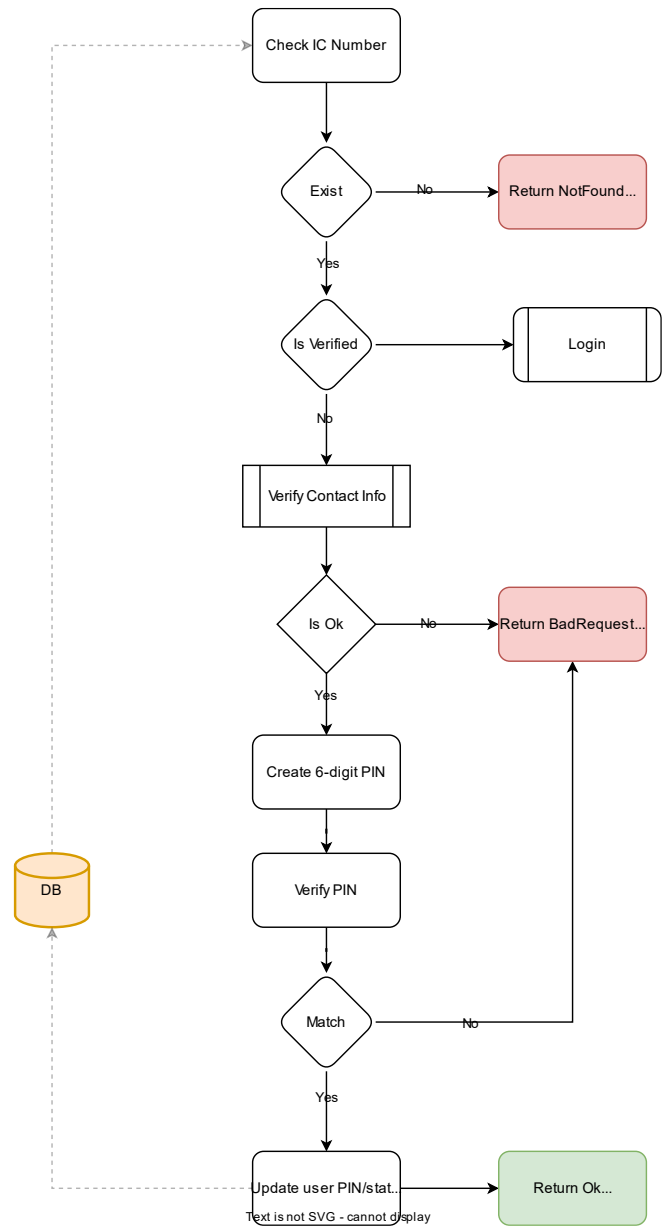 Check IC Number
Exist
No
Return NotFound...
Yes
Is Verified
Login
No
Verify Contact Info
Is Ok
No
Return BadRequest...
Yes
Create 6-digit PIN
Verify PIN
DB
Match
No
Yes
Update user PIN/stat...
Return Ok...
Text is not SVG - cannot display